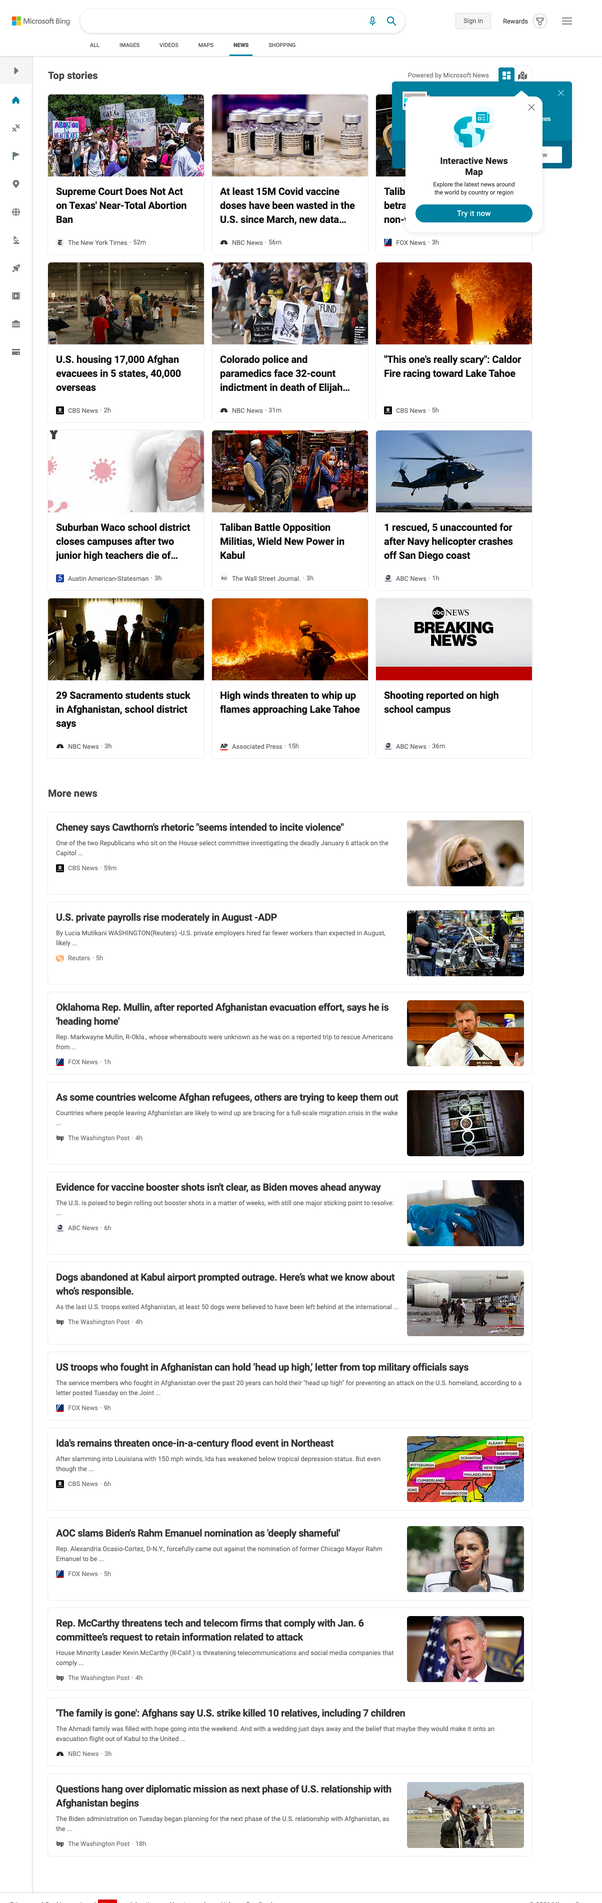 Microsoft Bing
Sign in
Rewards
ALL
IMAGES
VIDEOS
MAPS
NEWS
SHOPPING
Top stories
Powered by Microsoft News
Interactive News
Map
Explore the latest news around
the world by country or region
Try it now
Supreme Court Does Not Act
on Texas' Near-Total Abortion
Ban
The New York Times · 52m
At least 15M Covid vaccine
doses have been wasted in the
U.S. since March, new data...
NBC News · 56m
Talib
betra
non-
FOX News · 3h
U.S. housing 17,000 Afghan
evacuees in 5 states, 40,000
overseas
CBS News · 2h
Colorado police and
paramedics face 32-count
indictment in death of Elijah...
NBC News · 31m
"This one's really scary": Caldor
Fire racing toward Lake Tahoe
CBS News · 5h
Suburban Waco school district
closes campuses after two
junior high teachers die of...
Austin American-Statesman · 3h
Taliban Battle Opposition
Militias, Wield New Power in
Kabul
The Wall Street Journal. · 3h
1 rescued, 5 unaccounted for
after Navy helicopter crashes
off San Diego coast
ABC News · 1h
abc NEWS
BREAKING
NEWS
29 Sacramento students stuck
in Afghanistan, school district
says
NBC News · 3h
High winds threaten to whip up
flames approaching Lake Tahoe
AP Associated Press · 15h
Shooting reported on high
school campus
ABC News · 36m
More news
Cheney says Cawthorn's rhetoric "seems intended to incite violence"
One of the two Republicans who sit on the House select committee investigating the deadly January 6 attack on the
Capitol ...
CBS News · 59m
U.S. private payrolls rise moderately in August -ADP
By Lucia Mutikani WASHINGTON(Reuters) -U.S. private employers hired far fewer workers than expected in August,
likely ...
Reuters · 5h
Oklahoma Rep. Mullin, after reported Afghanistan evacuation effort, says he is
'heading home'
Rep. Markwayne Mullin, R-Okla., whose whereabouts were unknown as he was on a reported trip to rescue Americans
from ...
FOX News · 1h
As some countries welcome Afghan refugees, others are trying to keep them out
Countries where people leaving Afghanistan are likely to wind up are bracing for a full-scale migration crisis in the wake
...
wp The Washington Post · 4h
Evidence for vaccine booster shots isn't clear, as Biden moves ahead anyway
The U.S. is poised to begin rolling out booster shots in a matter of weeks, with still one major sticking point to resolve:
...
ABC News · 6h
Dogs abandoned at Kabul airport prompted outrage. Here's what we know about
who's responsible.
As the last U.S. troops exited Afghanistan, at least 50 dogs were believed to have been left behind at the international ...
wp The Washington Post · 4h
US troops who fought in Afghanistan can hold 'head up high,' letter from top military officials says
The service members who fought in Afghanistan over the past 20 years can hold their "head up high" for preventing an attack on the U.S. homeland, according to a
letter posted Tuesday on the Joint ...
FOX News · 9h
Ida's remains threaten once-in-a-century flood event in Northeast
After slamming into Louisiana with 150 mph winds, Ida has weakened below tropical depression status. But even
though the ...
CBS News · 6h
ALBANY
HARTFORD
SCRANTON
PITTSBURGH
NEW YORK
PHILADELPHIA
CUMBERLAND
WASHINGTON
AOC slams Biden's Rahm Emanuel nomination as 'deeply shameful'
Rep. Alexandria Ocasio-Cortez, D-N.Y., forcefully came out against the nomination of former Chicago Mayor Rahm
Emanuel to be ...
FOX News · 5h
Rep. McCarthy threatens tech and telecom firms that comply with Jan. 6
committee's request to retain information related to attack
House Minority Leader Kevin McCarthy (R-Calif.) is threatening telecommunications and social media companies that
comply ...
wp The Washington Post · 4h
'The family is gone': Afghans say U.S. strike killed 10 relatives, including 7 children
The Ahmadi family was filled with hope going into the weekend. And with a wedding just days away and the belief that maybe they would make it onto an
evacuation flight out of Kabul to the United ...
NBC News · 3h
Questions hang over diplomatic mission as next phase of U.S. relationship with
Afghanistan begins
The Biden administration on Tuesday began planning for the next phase of the U.S. relationship with Afghanistan, as
the ...
wp The Washington Post · 18h